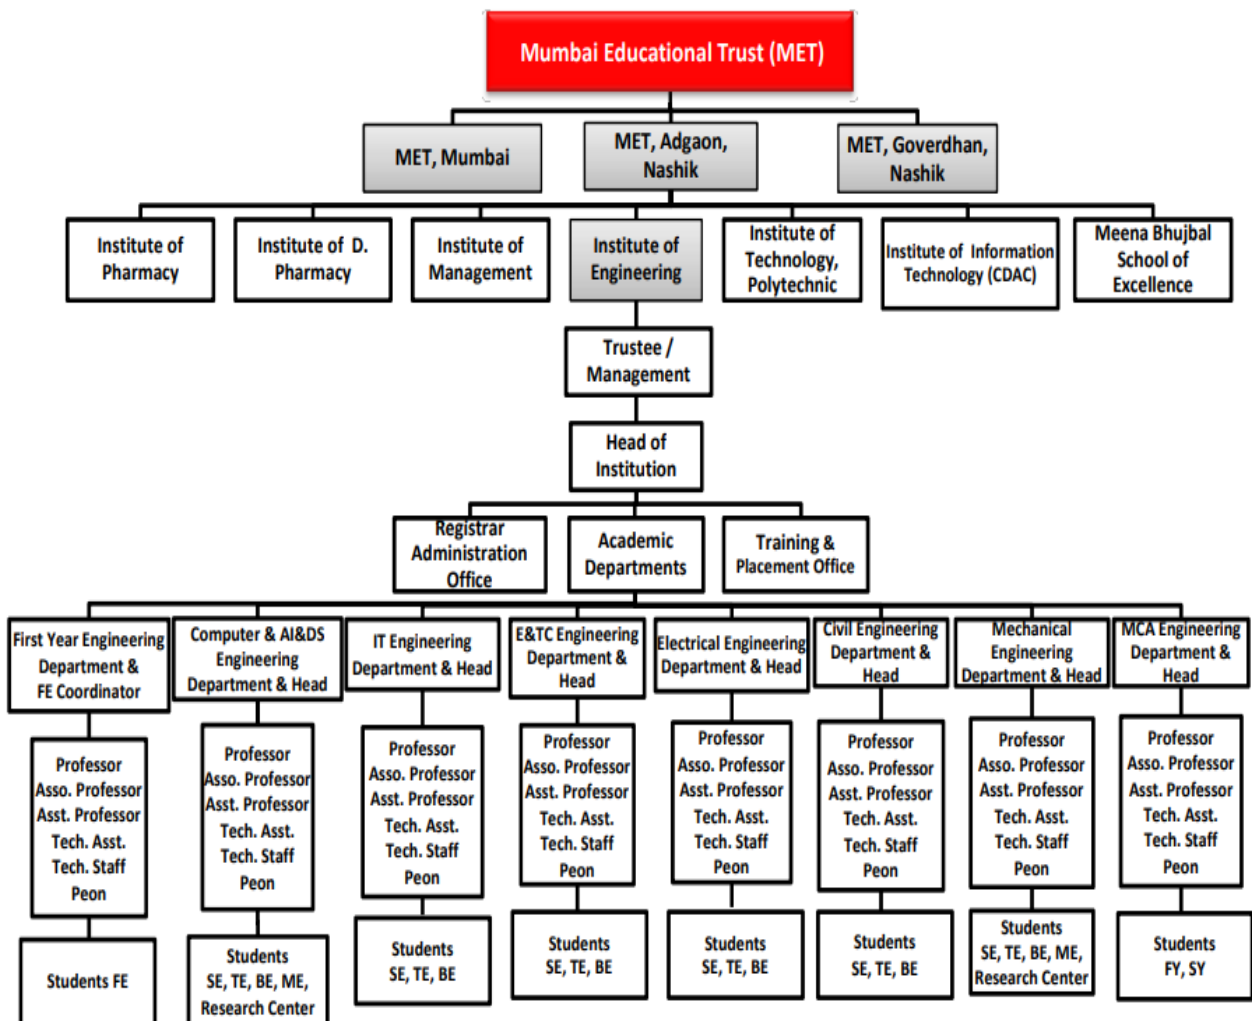 Mumbai Educational Trust (MET)
MET, Mumbai
MET, Adgaon,
Nashik
MET, Goverdhan,
Nashik
Institute of
Pharmacy
Institute of D.
Pharmacy
Institute of
Management
Institute of
Engineering
Institute of
Technology,
Polytechnic
Institute of Information
Technology (CDAC)
Meena Bhujbal
School of
Excellence
Trustee /
Management
Head of
Institution
Registrar
Administration
Office
Academic
Departments
Training &
Placement Office
First Year Engineering
Department &
FE Coordinator
Computer & AI&DS
Engineering
Department & Head
IT Engineering
Department & Head
E&TC Engineering
Department &
Head
Electrical Engineering
Department & Head
Civil Engineering
Department &
Head
Mechanical
Engineering
Department & Head
MCA Engineering
Department &
Head
Professor
Asso. Professor
Asst. Professor
Tech. Asst.
Tech. Staff
Peon
Professor
Asso. Professor
Asst. Professor
Tech. Asst.
Tech. Staff
Peon
Professor
Asso. Professor
Asst. Professor
Tech. Asst.
Tech. Staff
Peon
Professor
Asso. Professor
Asst. Professor
Tech. Asst.
Tech. Staff
Peon
Professor
Asso. Professor
Asst. Professor
Tech. Asst.
Tech. Staff
Peon
Professor
Asso. Professor
Asst. Professor
Tech. Asst.
Tech. Staff
Peon
Professor
Asso. Professor
Asst. Professor
Tech. Asst.
Tech. Staff
Peon
Professor
Asso. Professor
Asst. Professor
Tech. Asst.
Tech. Staff
Peon
Students FE
Students
SE, TE, BE, ME,
Research Center
Students
SE, TE, BE
Students
SE, TE, BE
Students
SE, TE, BE
Students
SE, TE, BE
Students
SE, TE, BE, ME,
Research Center
Students
FY, SY